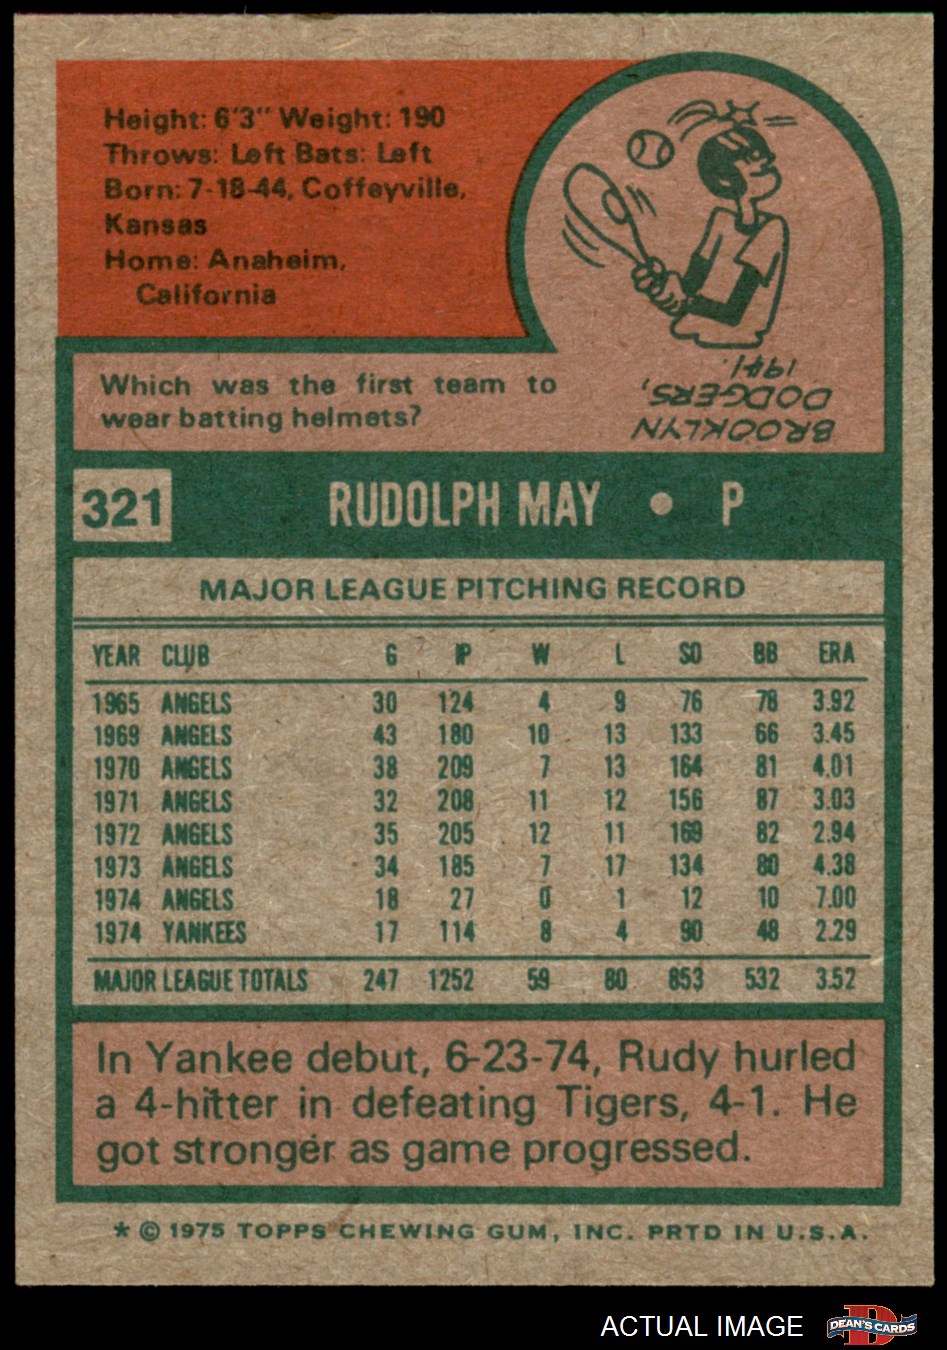 Height: 6'3" Weight: 190
Throws: Left Bats: Left
Born: 7-18-44, Coffeyville,
Kansas
Home: Anaheim,
California
Which was the first team to
wear batting helmets?
BROOKLYN
DODGERS,
1941.
321 RUDOLPH MAY • P
MAJOR LEAGUE PITCHING RECORD
YEAR CLUB G IP W L SO BB ERA
1965 ANGELS 30 124 4 9 76 78 3.92
1969 ANGELS 43 180 10 13 133 66 3.45
1970 ANGELS 38 209 7 13 164 81 4.01
1971 ANGELS 32 208 11 12 156 87 3.03
1972 ANGELS 35 205 12 11 169 82 2.94
1973 ANGELS 34 185 7 17 134 80 4.38
1974 ANGELS 18 27 0 1 12 10 7.00
1974 YANKEES 17 114 8 4 90 48 2.29
MAJOR LEAGUE TOTALS 247 1252 59 80 853 532 3.52
In Yankee debut, 6-23-74, Rudy hurled
a 4-hitter in defeating Tigers, 4-1. He
got stronger as game progressed.
* © 1975 TOPPS CHEWING GUM, INC. PRTD IN U.S.A.
ACTUAL IMAGE
D
DEAN'S CARDS